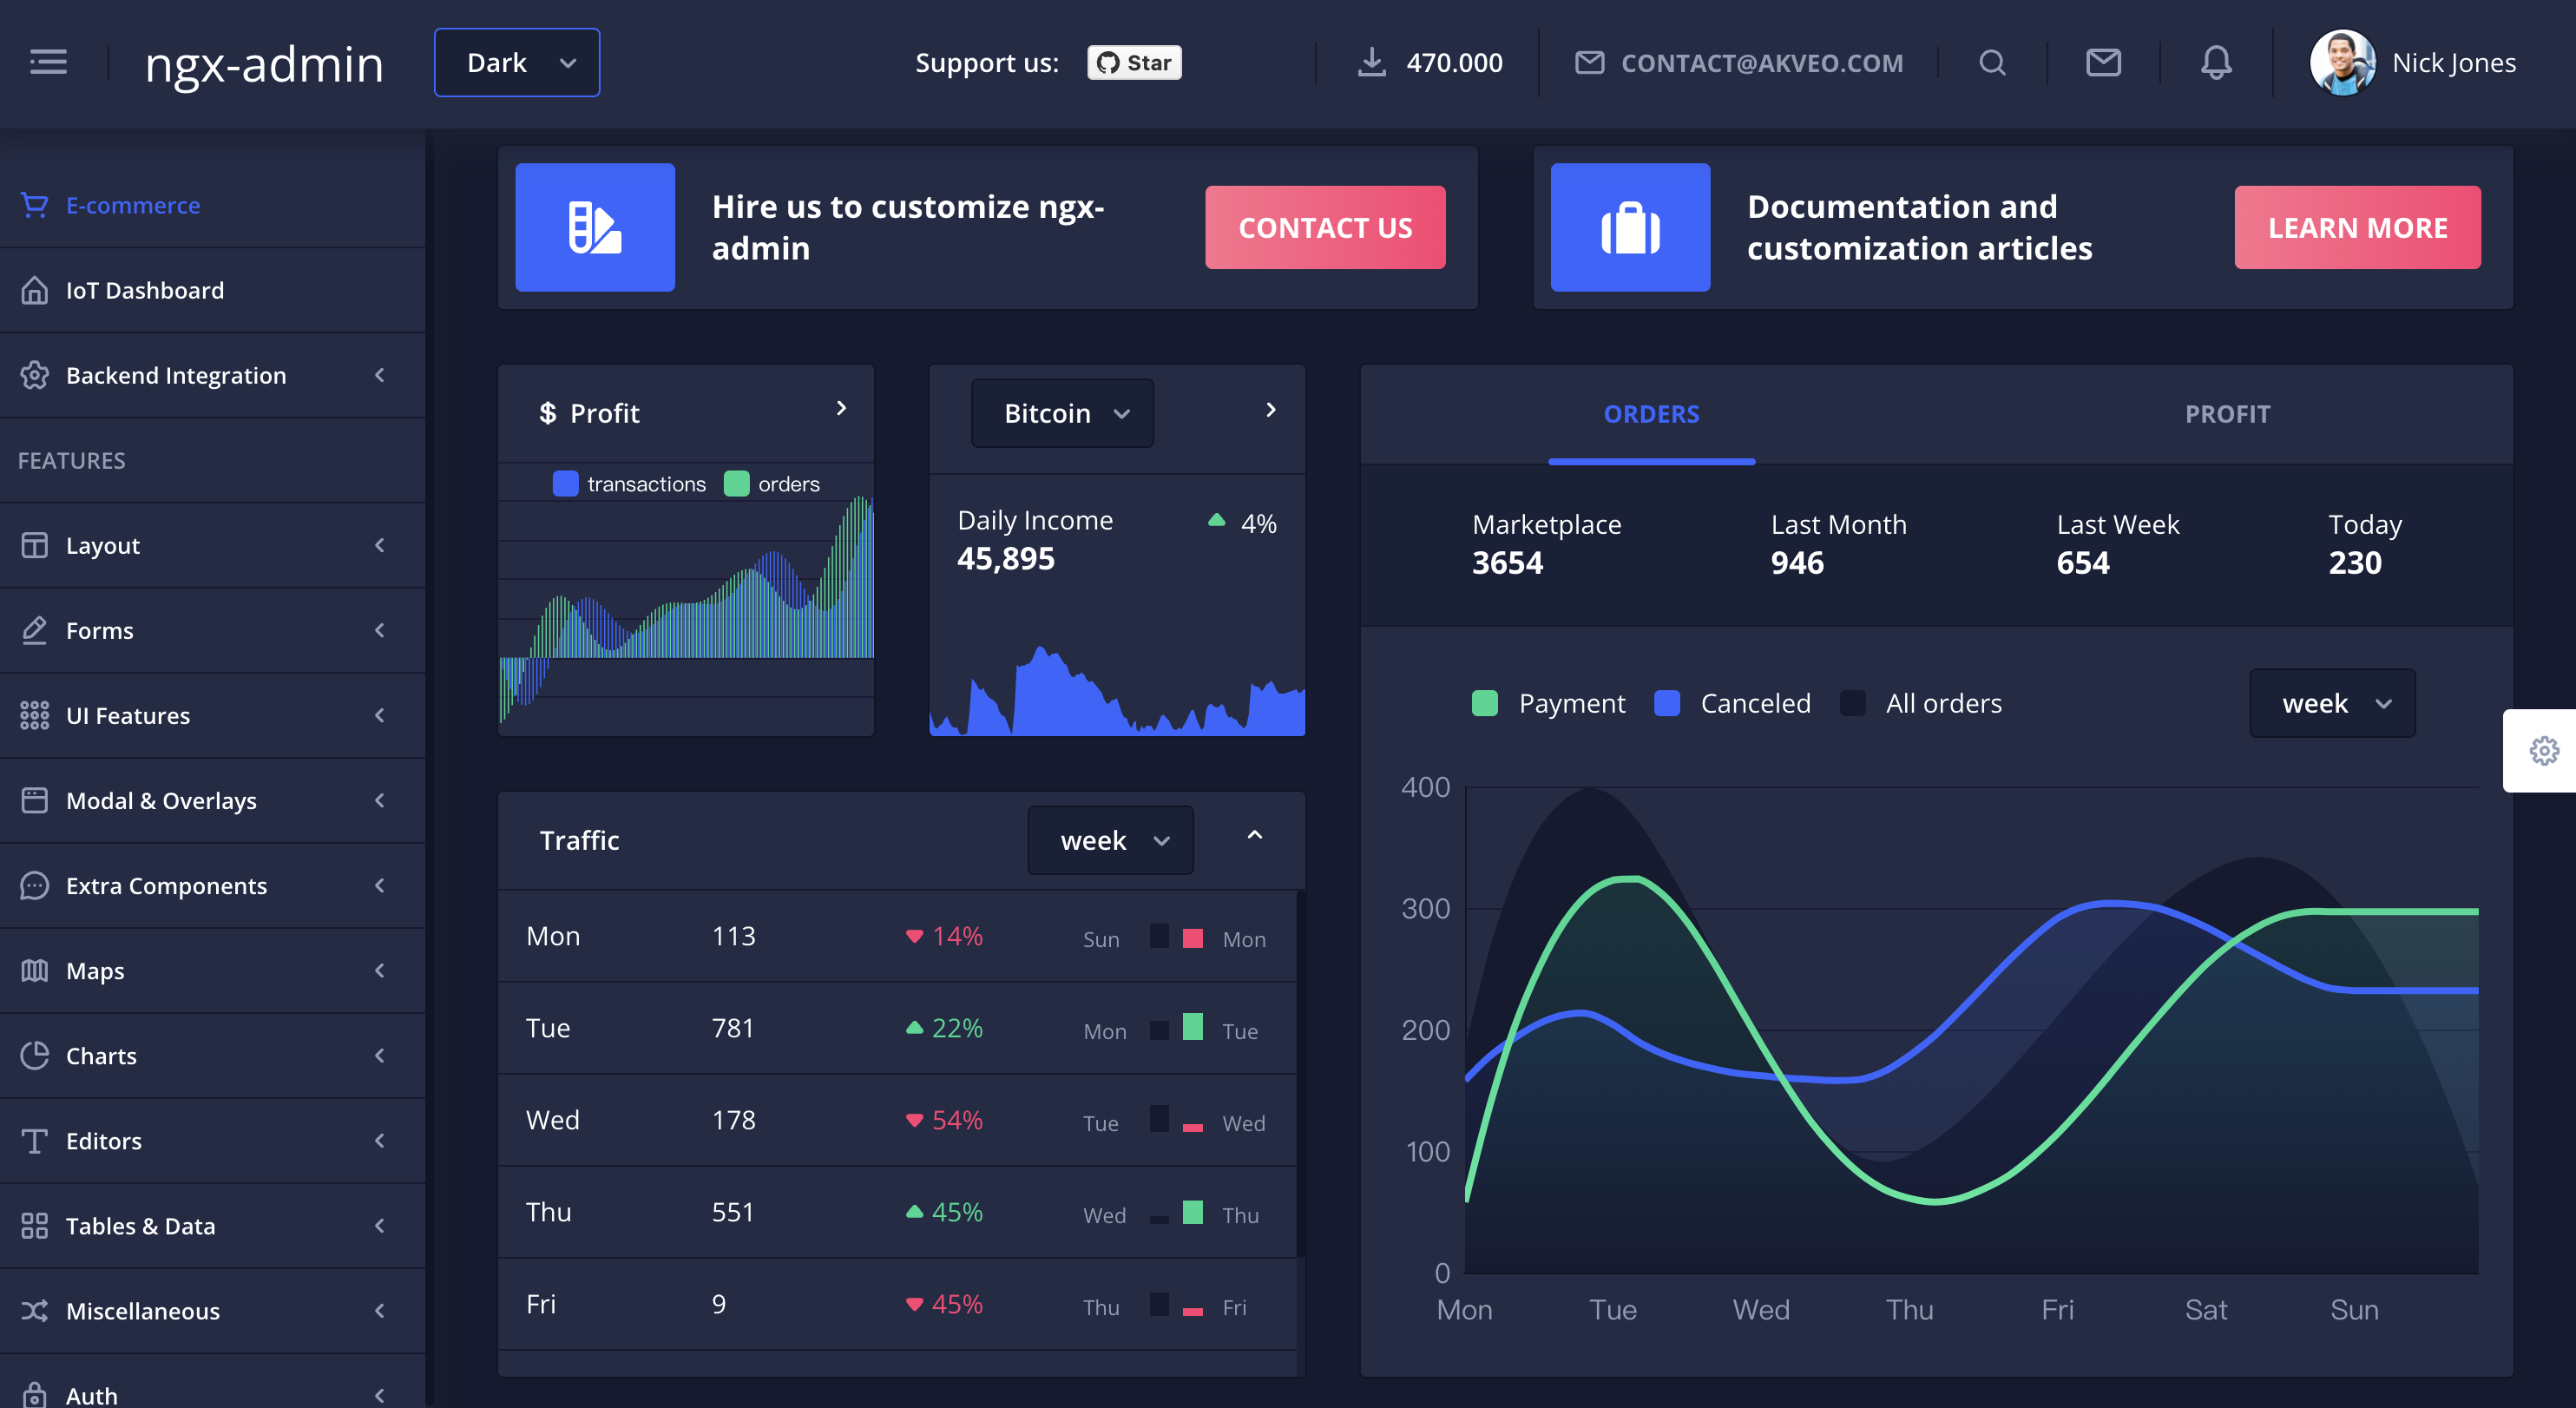 ngx-admin
Dark
Support us:
Star
470.000
CONTACT@AKVEO.COM
Nick Jones
E-commerce
IoT Dashboard
Backend Integration
FEATURES
Layout
Forms
UI Features
Modal & Overlays
Extra Components
Maps
Charts
Editors
Tables & Data
Miscellaneous
Auth
Hire us to customize ngx-
admin
CONTACT US
Documentation and
customization articles
LEARN MORE
$ Profit
transactions orders
Bitcoin
Daily Income
45,895
4%
Traffic
week
Mon 113 14% Sun Mon
Tue 781 22% Mon Tue
Wed 178 54% Tue Wed
Thu 551 45% Wed Thu
Fri 9 45% Thu Fri
ORDERS PROFIT
Marketplace Last Month Last Week Today
3654 946 654 230
Payment Canceled All orders
week
400
300
200
100
0
Mon Tue Wed Thu Fri Sat Sun